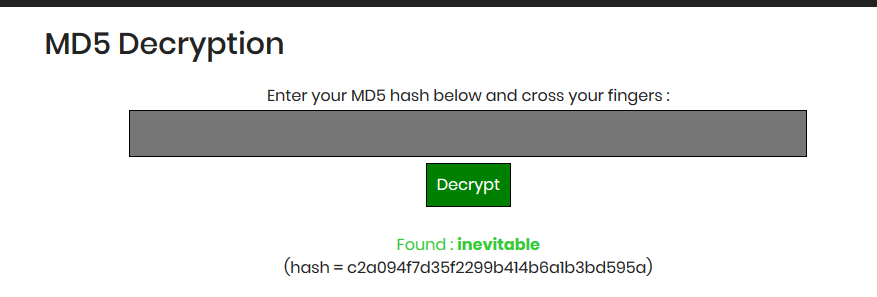 MD5 Decryption
Enter your MD5 hash below and cross your fingers :
Decrypt
Found : inevitable
(hash = c2a094f7d35f2299b414b6a1b3bd595a)